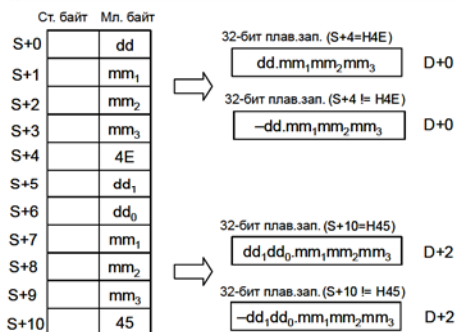 Ст. байт Мл. байт
S+0 dd
S+1 mm₁
S+2 mm₂
S+3 mm₃
S+4 4E
S+5 dd₁
S+6 dd₀
S+7 mm₁
S+8 mm₂
S+9 mm₃
S+10 45
32-бит плав.зап. (S+4=H4E)
dd.mm₁mm₂mm₃ D+0
32-бит плав.зап. (S+4 != H4E)
–dd.mm₁mm₂mm₃ D+0
32-бит плав.зап. (S+10=H45)
dd₁dd₀.mm₁mm₂mm₃ D+2
32-бит плав.зап. (S+10 != H45)
–dd₁dd₀.mm₁mm₂mm₃ D+2